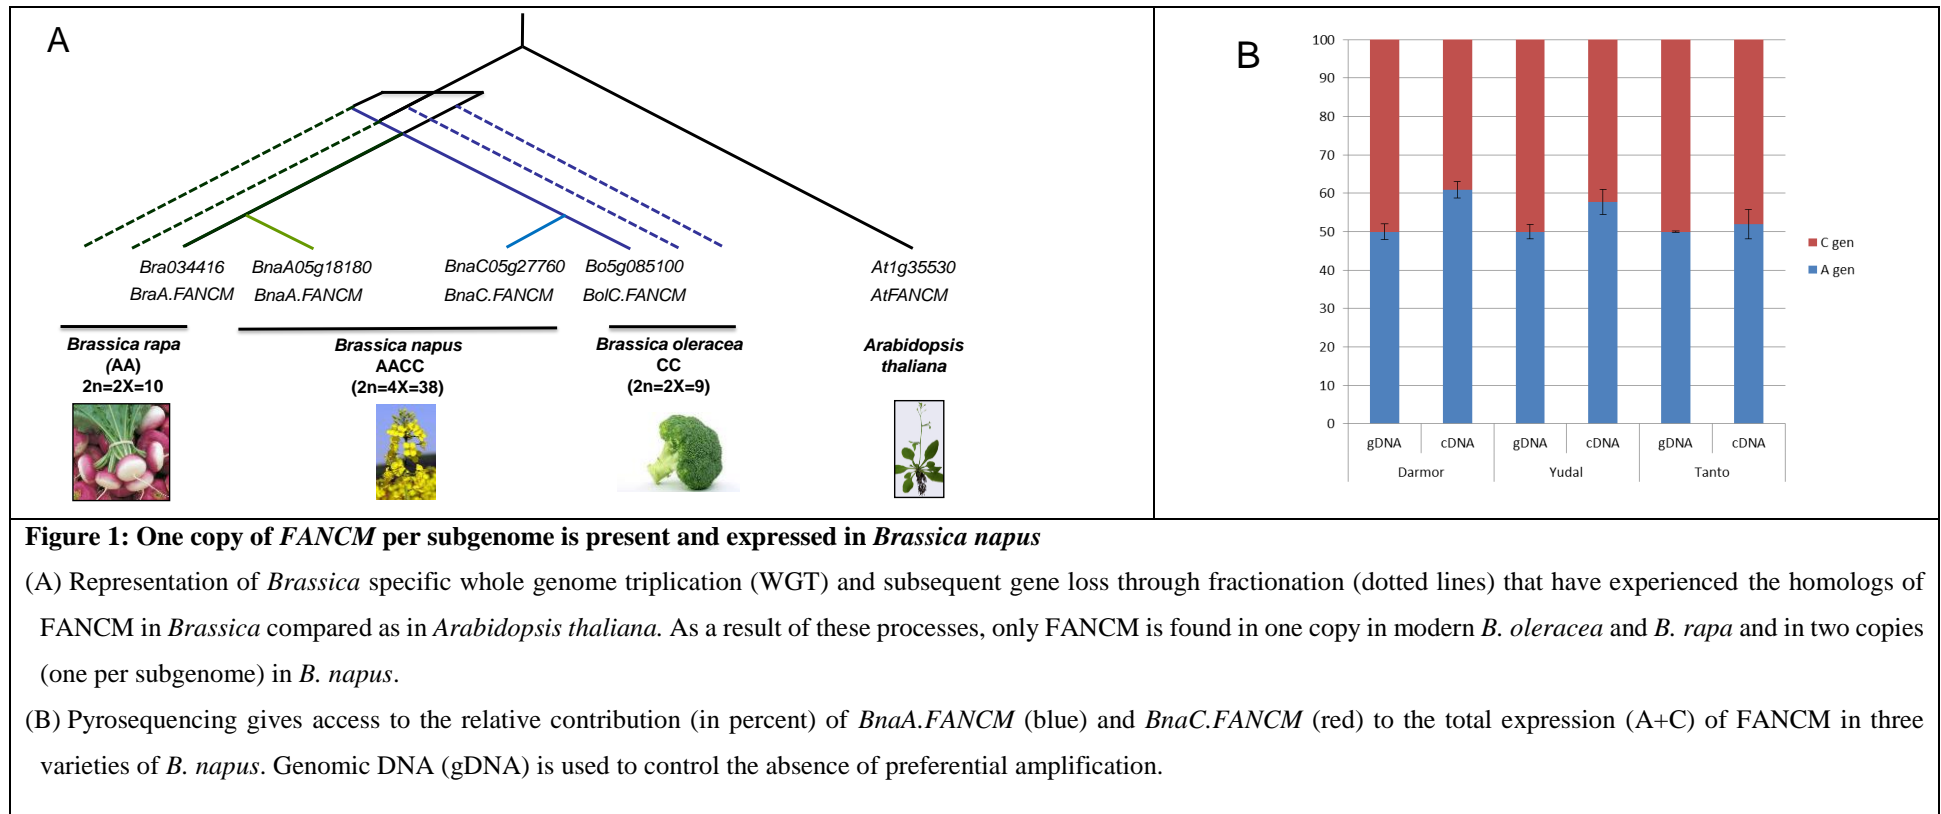 A
Bra034416 BnaA05g18180 BnaC05g27760 Bo5g085100 At1g35530
BraA.FANCM BnaA.FANCM BnaC.FANCM BolC.FANCM AtFANCM
Brassica rapa
(AA)
2n=2X=10
Brassica napus
AACC
(2n=4X=38)
Brassica oleracea
CC
(2n=2X=9)
Arabidopsis
thaliana
B
100
90
80
70
60
50
40
30
20
10
0
gDNA cDNA gDNA cDNA gDNA cDNA
Darmor Yudal Tanto
C gen
A gen
Figure 1: One copy of FANCM per subgenome is present and expressed in Brassica napus
(A) Representation of Brassica specific whole genome triplication (WGT) and subsequent gene loss through fractionation (dotted lines) that have experienced the homologs of
FANCM in Brassica compared as in Arabidopsis thaliana. As a result of these processes, only FANCM is found in one copy in modern B. oleracea and B. rapa and in two copies
(one per subgenome) in B. napus.
(B) Pyrosequencing gives access to the relative contribution (in percent) of BnaA.FANCM (blue) and BnaC.FANCM (red) to the total expression (A+C) of FANCM in three
varieties of B. napus. Genomic DNA (gDNA) is used to control the absence of preferential amplification.